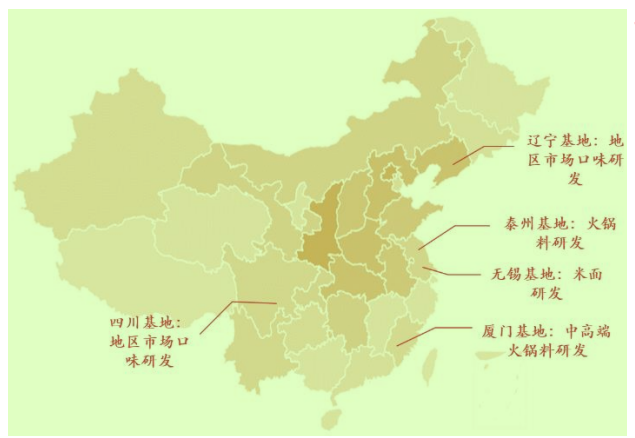 辽宁基地：地
区市场口味研
发
泰州基地：火锅
料研发
无锡基地：米面
研发
四川基地：
地区市场口
味研发
厦门基地：中高端
火锅料研发